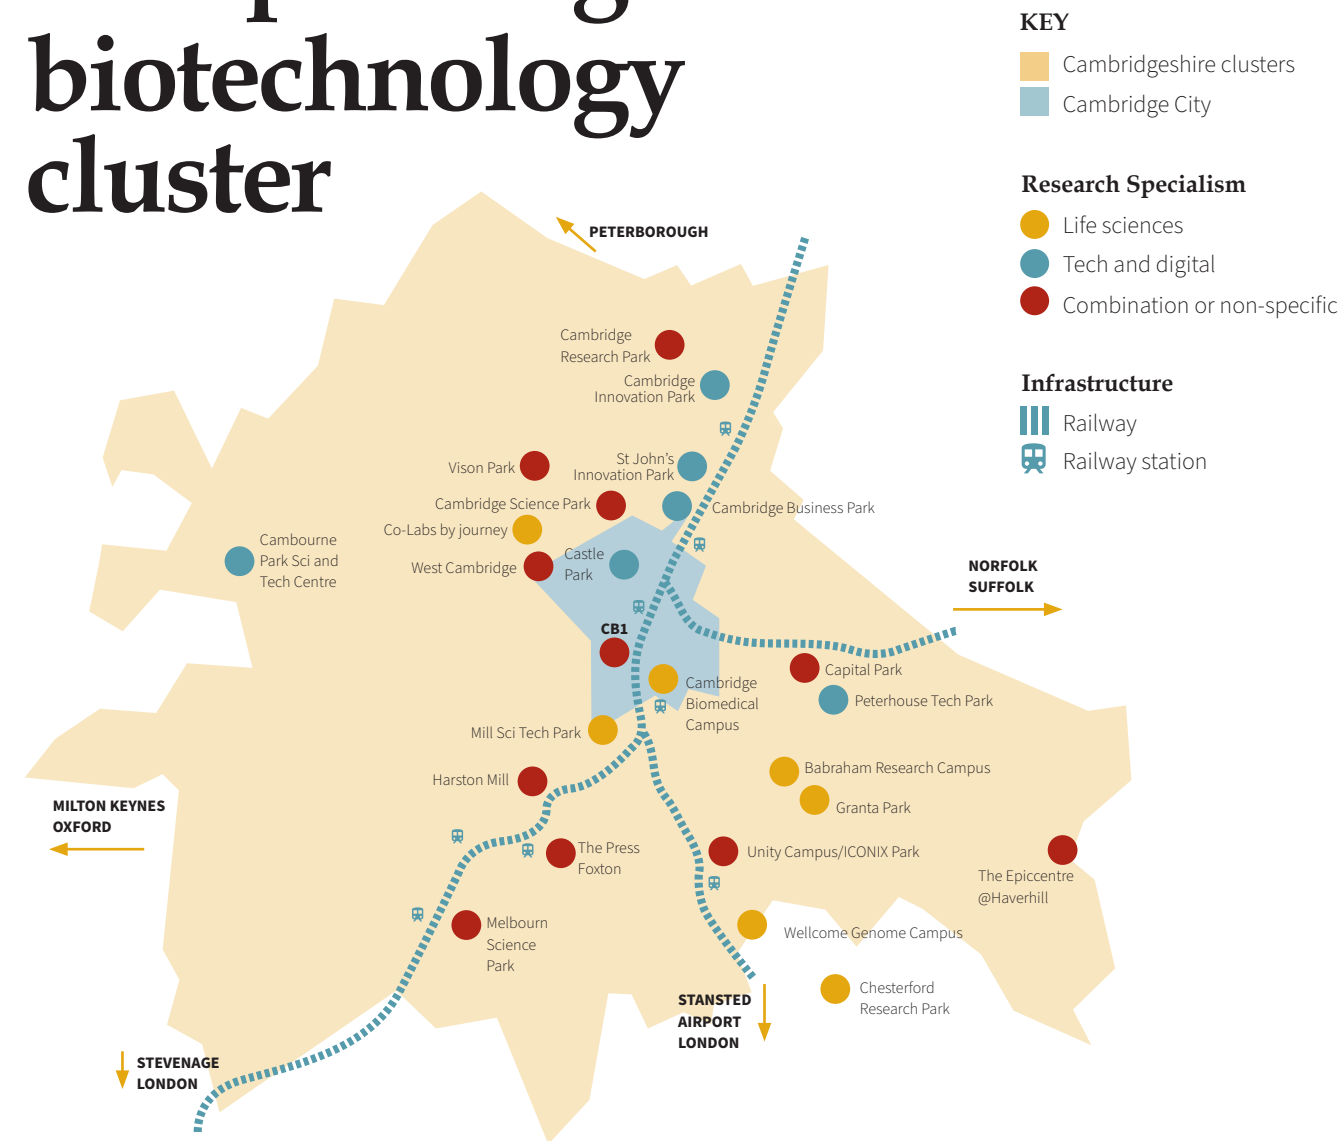 biotechnology
cluster
KEY
Cambridgeshire clusters
Cambridge City
Research Specialism
Life sciences
Tech and digital
Combination or non-specific
Infrastructure
Railway
Railway station
PETERBOROUGH
Cambridge
Research Park
Cambridge
Innovation Park
Vison Park
St John's
Innovation Park
Cambridge Science Park
Cambridge Business Park
Co-Labs by journey
Cambourne
Park Sci and
Tech Centre
West Cambridge
Castle
Park
NORFOLK
SUFFOLK
CB1
Capital Park
Cambridge
Biomedical
Campus
Peterhouse Tech Park
Mill Sci Tech Park
Harston Mill
Babraham Research Campus
Granta Park
MILTON KEYNES
OXFORD
The Press
Foxton
Unity Campus/ICONIX Park
The Epiccentre
@Haverhill
Melbourn
Science
Park
Wellcome Genome Campus
Chesterford
Research Park
STANSTED
AIRPORT
LONDON
STEVENAGE
LONDON